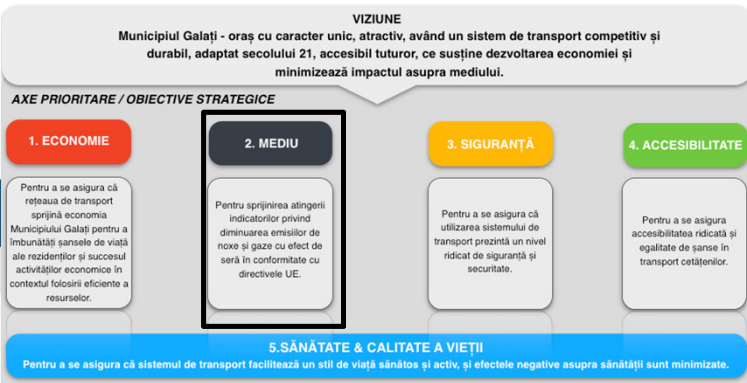 VIZIUNE
Municipiul Galați - oraș cu caracter unic, atractiv, având un sistem de transport competitiv și
durabil, adaptat secolului 21, accesibil tuturor, ce susține dezvoltarea economiei și
minimizează impactul asupra mediului.
AXE PRIORITARE / OBIECTIVE STRATEGICE
1. ECONOMIE
Pentru a se asigura că
rețeaua de transport
sprijină economia
Municipiului Galați pentru a
îmbunătăți șansele de viață
ale rezidenților și succesul
activităților economice în
contextul folosirii eficiente a
resurselor.
2. MEDIU
Pentru sprijinirea atingerii
indicatorilor privind
diminuarea emisiilor de
noxe și gaze cu efect de
seră în conformitate cu
directivele UE.
3. SIGURANȚĂ
Pentru a se asigura că
utilizarea sistemului de
transport prezintă un nivel
ridicat de siguranță și
securitate.
4. ACCESIBILITATE
Pentru a se asigura
accesibilitatea ridicată și
egalitate de șanse în
transport cetățenilor.
5.SĂNĂTATE & CALITATE A VIEȚII
Pentru a se asigura că sistemul de transport facilitează un stil de viață sănătos și activ, și efectele negative asupra sănătății sunt minimizate.